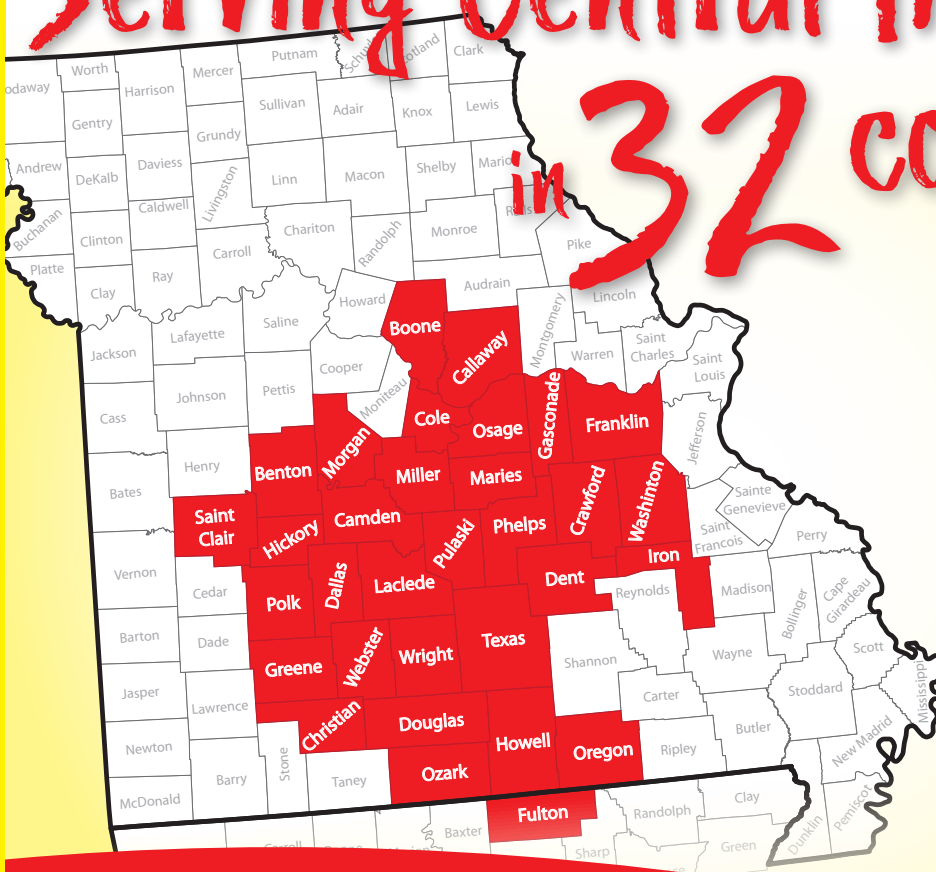 Serving Central
in 32
Putnam
Clark
Worth
Mercer
Harrison
Sullivan
Adair
Knox
Lewis
Gentry
Grundy
Andrew
DeKalb
Daviess
Livingston
Linn
Macon
Shelby
Buchanan
Caldwell
Clinton
Chariton
Randolph
Monroe
Pike
Carroll
Platte
Clay
Ray
Audrain
Howard
Lincoln
Saline
Boone
Montgomery
Lafayette
Callaway
Warren
Saint
Charles
Jackson
Cooper
Saint
Louis
Johnson
Pettis
Moniteau
Cass
Cole
Osage
Gasconade
Franklin
Jefferson
Henry
Benton
Morgan
Miller
Maries
Crawford
Washinton
Bates
Sainte
Genevieve
Saint
Clair
Hickory
Camden
Pulaski
Phelps
Saint
Francois
Perry
Iron
Vernon
Cedar
Polk
Dallas
Laclede
Dent
Reynolds
Madison
Bollinger
Cape
Girardeau
Barton
Dade
Greene
Webster
Wright
Texas
Shannon
Wayne
Scott
Jasper
Lawrence
Christian
Douglas
Carter
Stoddard
Mississippi
Newton
Stone
Howell
Oregon
Ripley
Butler
New Madrid
McDonald
Barry
Taney
Ozark
Fulton
Randolph
Clay
Dunklin
Pemiscot
Baxter
Sharp
Green